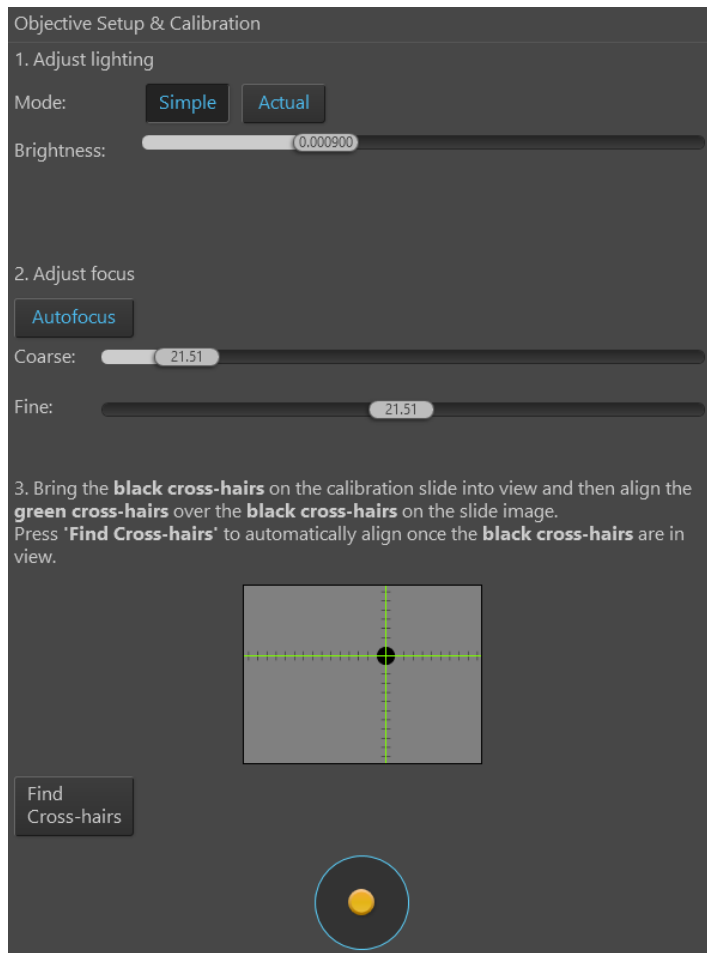 Objective Setup & Calibration
1. Adjust lighting
Mode: Simple Actual
Brightness: 0.000900
2. Adjust focus
Autofocus
Coarse: 21.51
Fine: 21.51
3. Bring the black cross-hairs on the calibration slide into view and then align the
green cross-hairs over the black cross-hairs on the slide image.
Press "Find Cross-hairs" to automatically align once the black cross-hairs are in
view.
Find
Cross-hairs